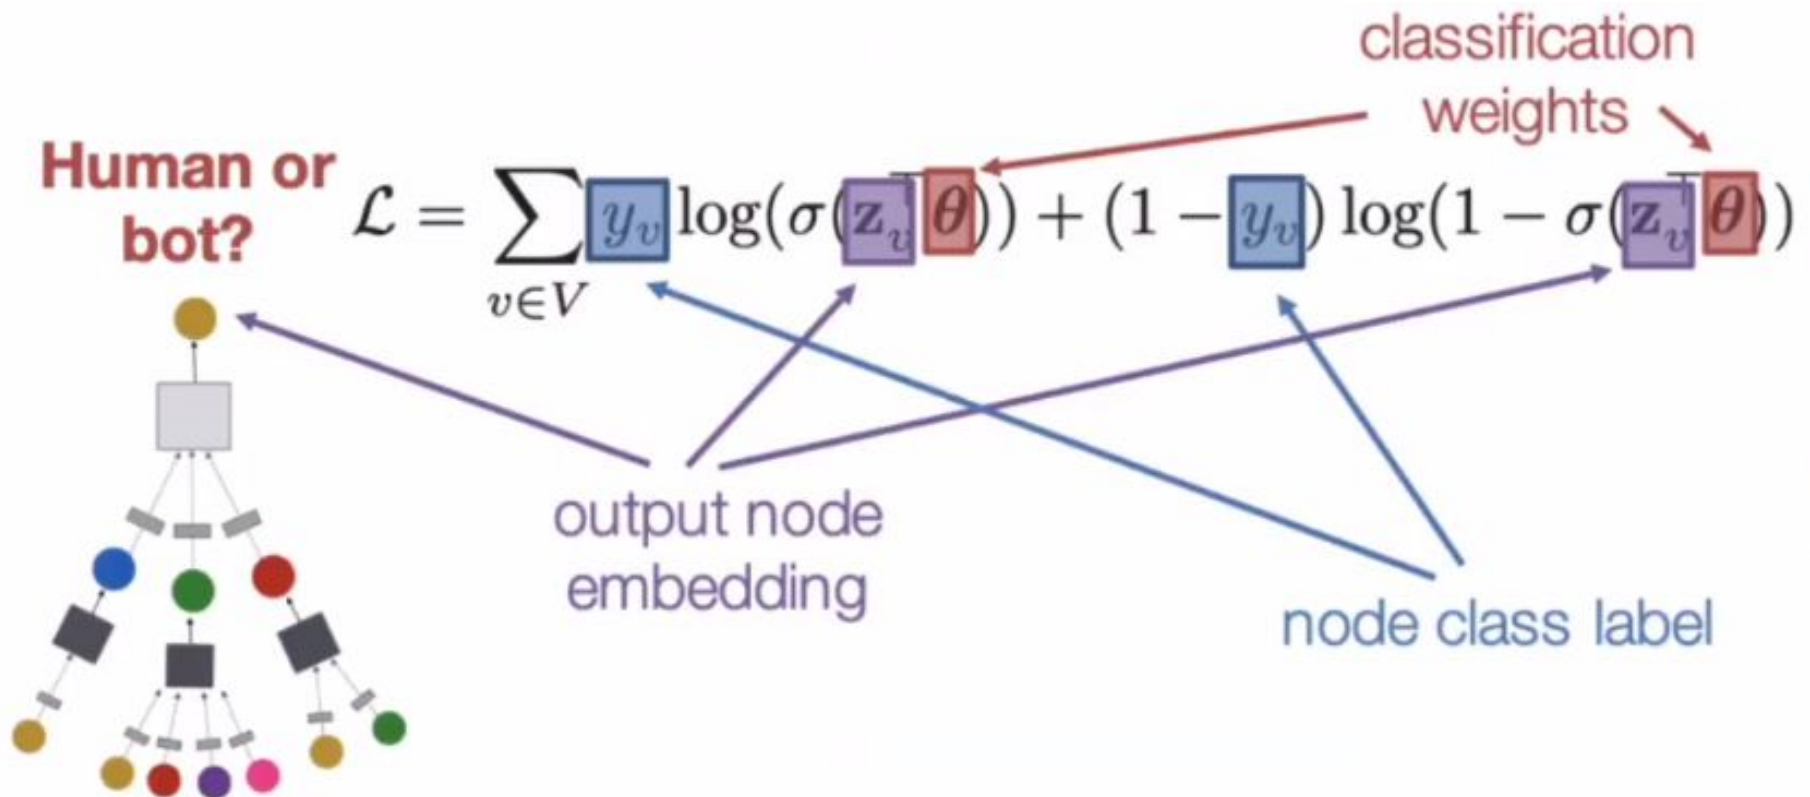 classification
weights
Human or
bot?
ℒ = ∑ y_v log(σ(z_v^⊤ θ)) + (1 − y_v) log(1 − σ(z_v^⊤ θ))
v∈V
output node
embedding
node class label